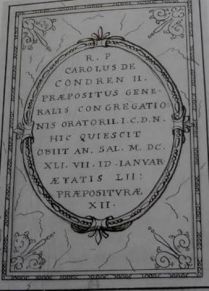 R. P
CAROLUS DE
CONDREN II.
PRÆPOSITUS GENE-
RALIS CONGREGATIO
NIS ORATORII I. C. D. N.
HIC QUIESCIT
OBIIT AN. SAL. M. DC.
XLI. VII. ID. IANUAR
ÆTATIS LII:
PRÆPOSITURÆ
XII.